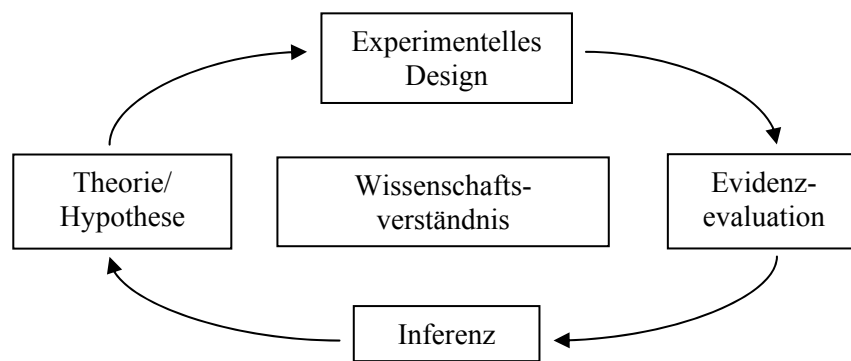 Experimentelles
Design
Theorie/
Hypothese
Wissenschafts-
verständnis
Evidenz-
evaluation
Inferenz